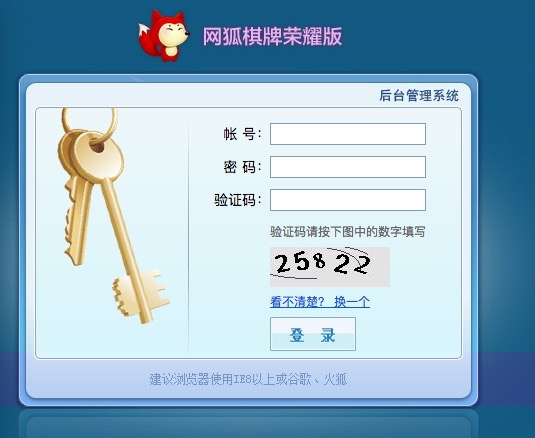 网狐棋牌荣耀版
后台管理系统
帐 号：
密 码：
验证码：
验证码请按下图中的数字填写
25822
看不清楚? 换一个
登 录
建议浏览器使用IE8以上或谷歌、火狐